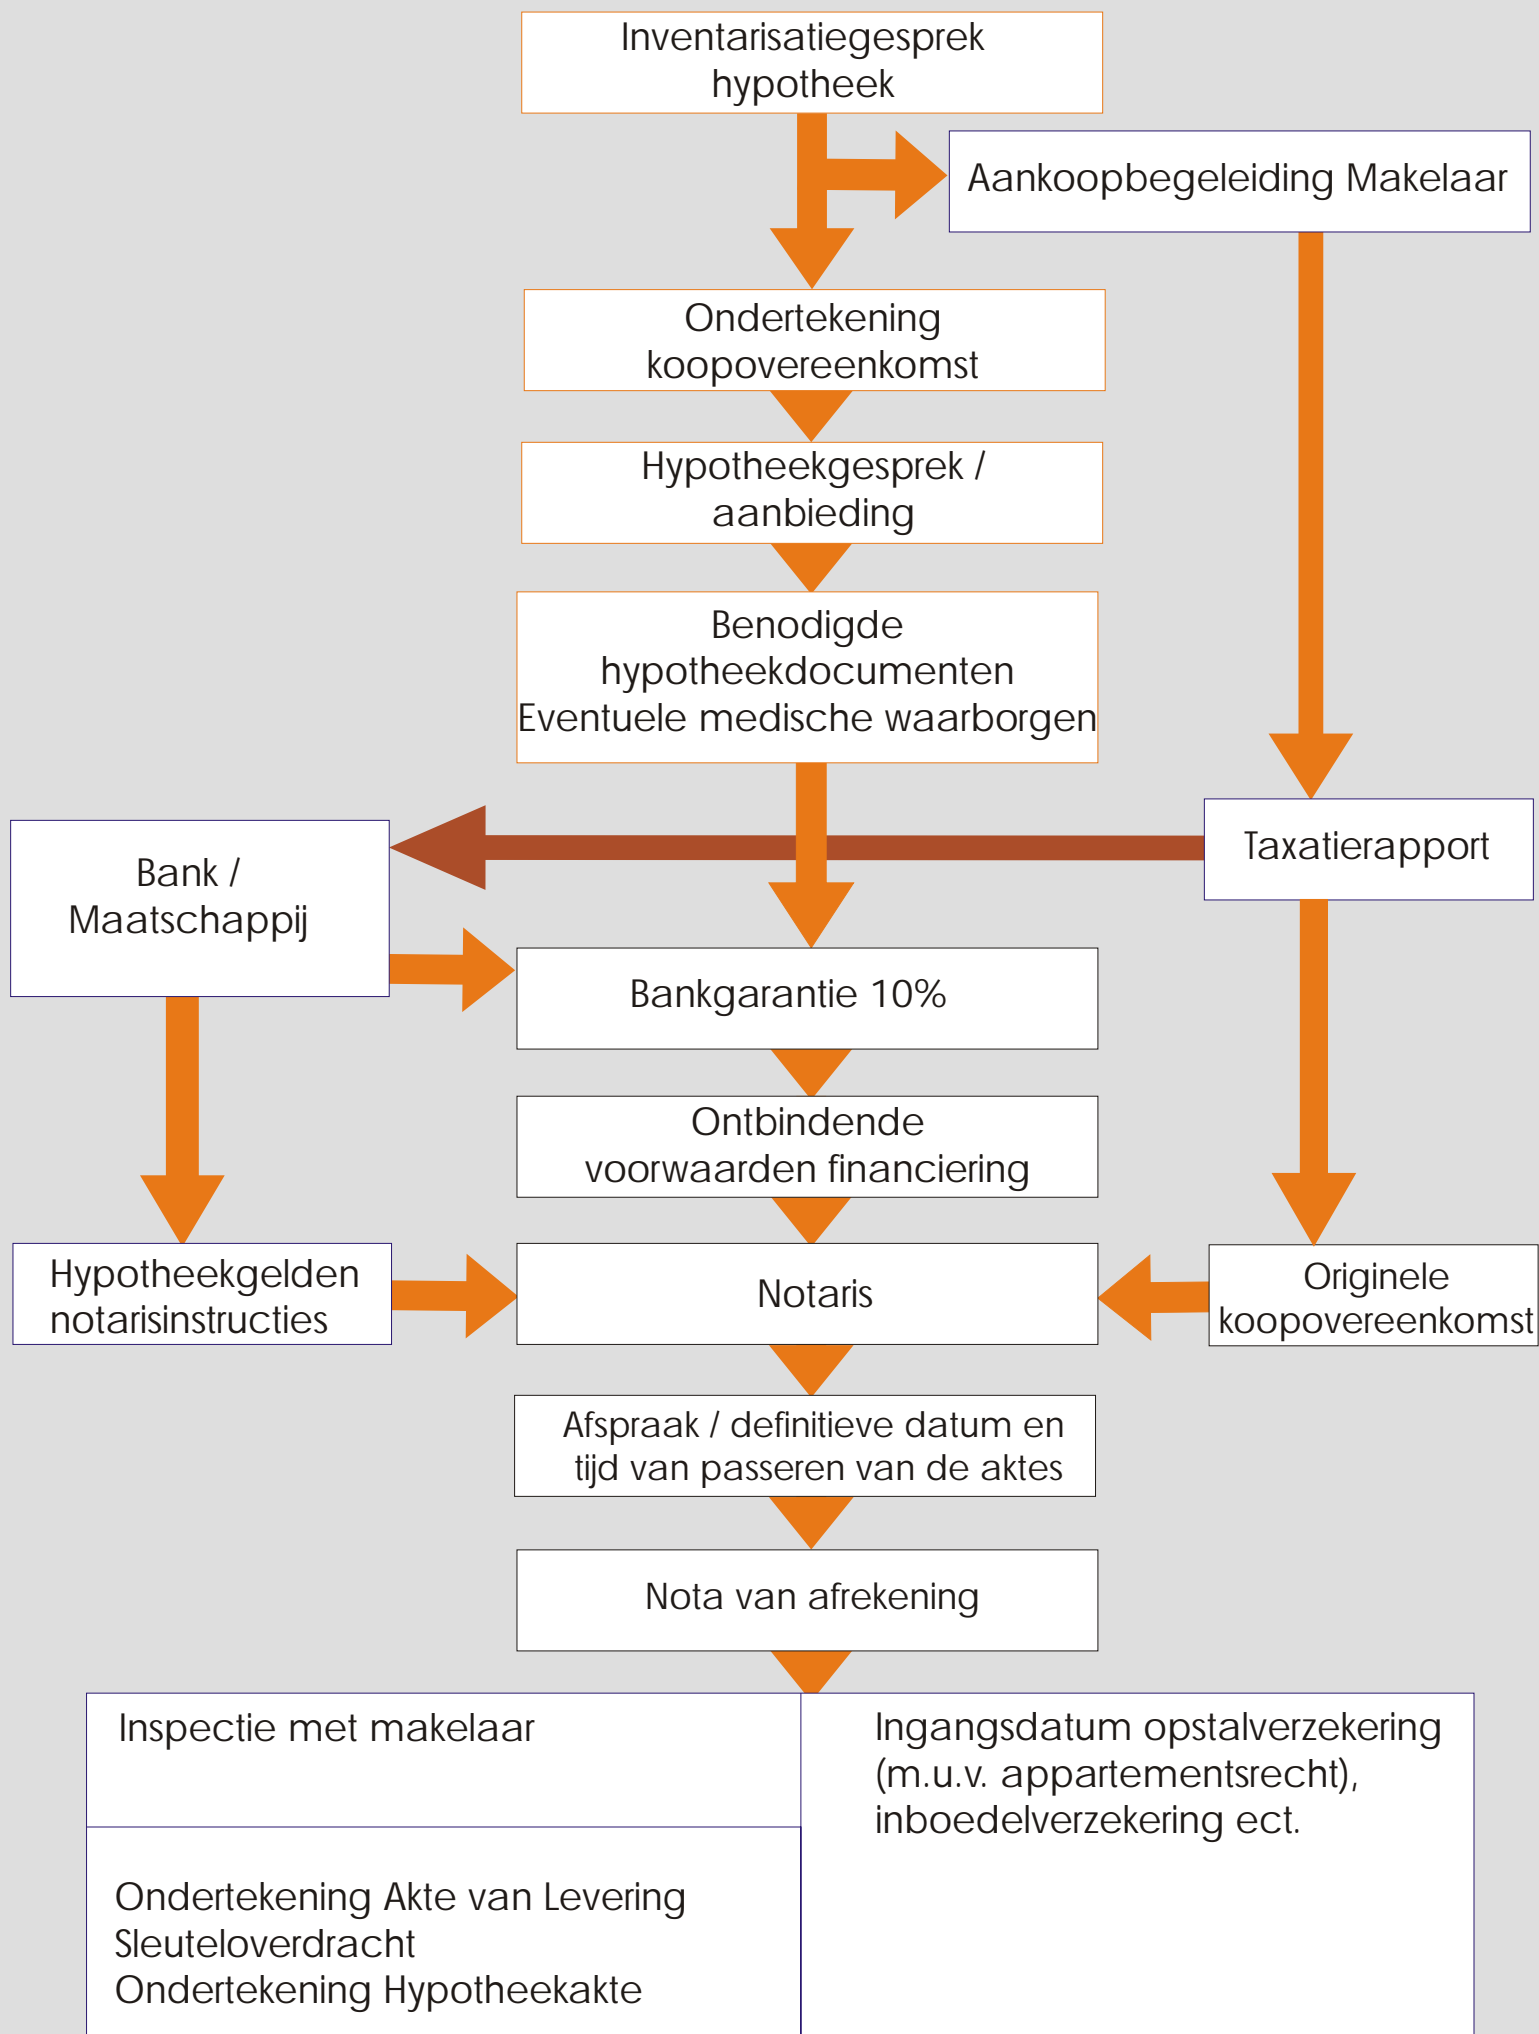 Inventarisatiegesprek
hypotheek
Aankoopbegeleiding Makelaar
Ondertekening
koopovereenkomst
Hypotheekgesprek /
aanbieding
Benodigde
hypotheekdocumenten
Eventuele medische waarborgen
Bank /
Maatschappij
Taxatierapport
Bankgarantie 10%
Ontbindende
voorwaarden financiering
Hypotheekgelden
notarisinstructies
Notaris
Originele
koopovereenkomst
Afspraak / definitieve datum en
tijd van passeren van de aktes
Nota van afrekening
Inspectie met makelaar
Ingangsdatum opstalverzekering
(m.u.v. appartementsrecht),
inboedelverzekering ect.
Ondertekening Akte van Levering
Sleuteloverdracht
Ondertekening Hypotheekakte